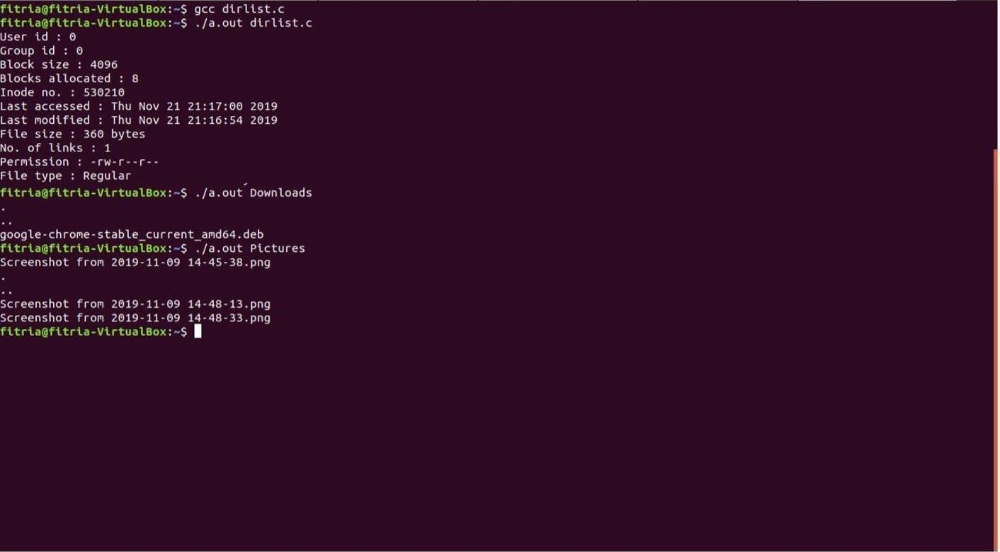 fitria@fitria-VirtualBox:~$ gcc dirlist.c
fitria@fitria-VirtualBox:~$ ./a.out dirlist.c
User id : 0
Group id : 0
Block size : 4096
Blocks allocated : 8
Inode no. : 530210
Last accessed : Thu Nov 21 21:17:00 2019
Last modified : Thu Nov 21 21:16:54 2019
File size : 360 bytes
No. of links : 1
Permission : -rw-r--r--
File type : Regular
fitria@fitria-VirtualBox:~$ ./a.out Downloads
.
..
google-chrome-stable_current_amd64.deb
fitria@fitria-VirtualBox:~$ ./a.out Pictures
Screenshot from 2019-11-09 14-45-38.png
.
..
Screenshot from 2019-11-09 14-48-13.png
Screenshot from 2019-11-09 14-48-33.png
fitria@fitria-VirtualBox:~$